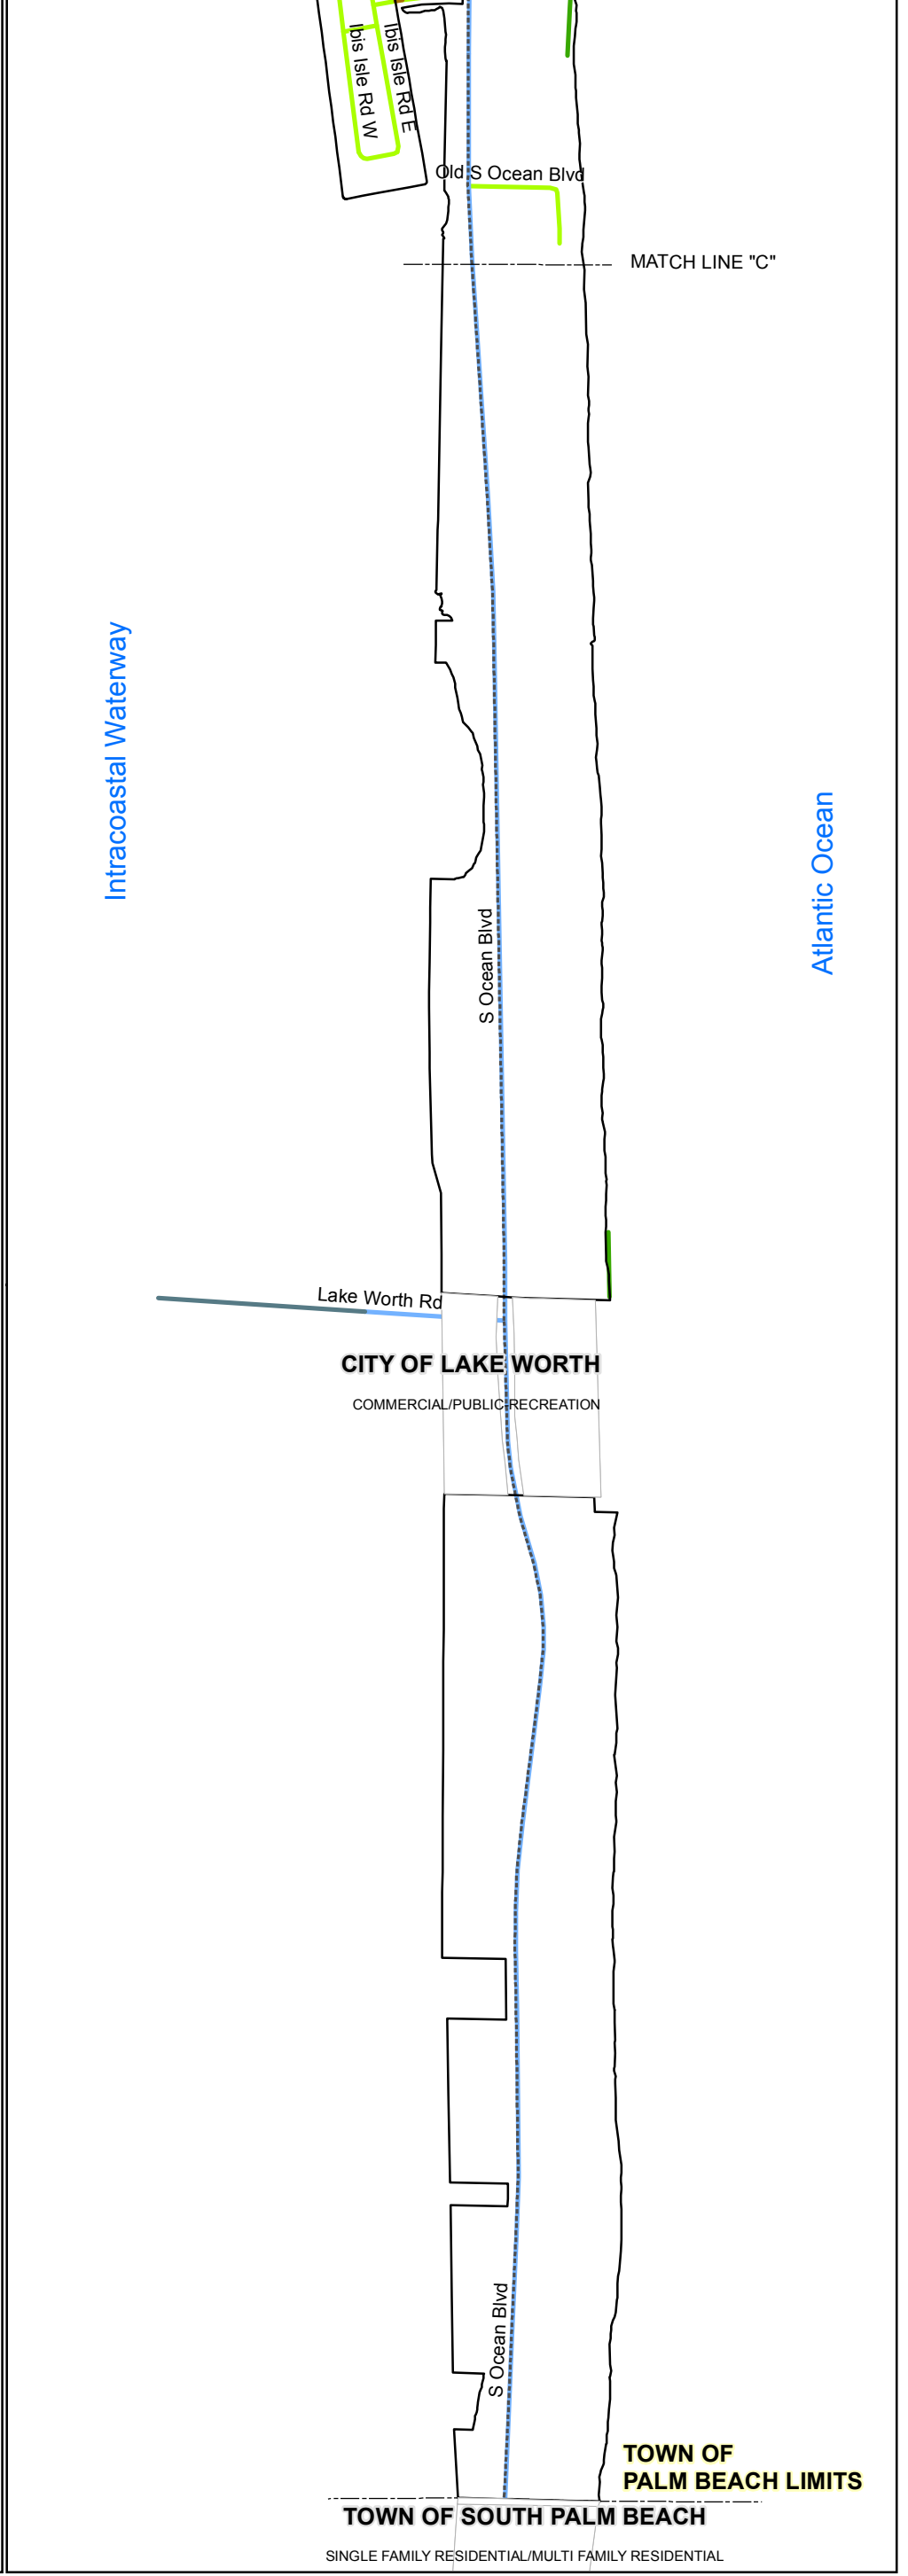 Ibis Isle Rd W
Ibis Isle Rd E
Old S Ocean Blvd
MATCH LINE "C"
Intracoastal Waterway
Atlantic Ocean
S Ocean Blvd
Lake Worth Rd
CITY OF LAKE WORTH
COMMERCIAL/PUBLIC-RECREATION
S Ocean Blvd
TOWN OF
PALM BEACH LIMITS
TOWN OF SOUTH PALM BEACH
SINGLE FAMILY RESIDENTIAL/MULTI FAMILY RESIDENTIAL